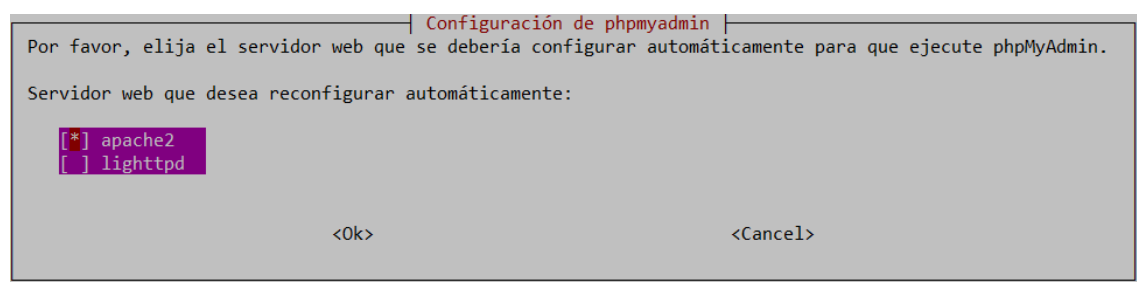 Configuración de phpmyadmin
Por favor, elija el servidor web que se debería configurar automáticamente para que ejecute phpMyAdmin.
Servidor web que desea reconfigurar automáticamente:
[*] apache2
[ ] lighttpd
<Ok> <Cancel>